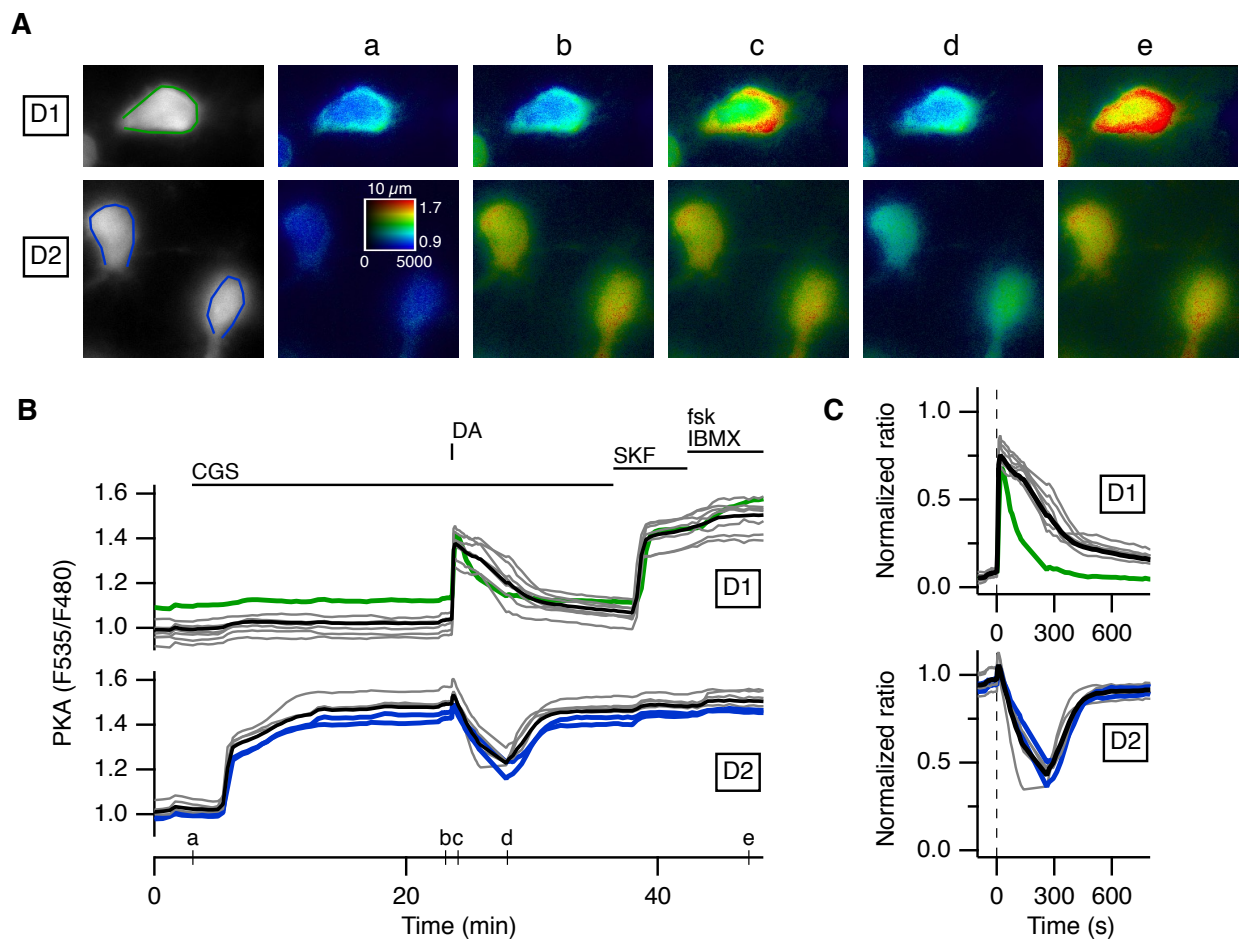 A
a b c d e
D1
D2
10 µm
1.7
0.9
0 5000
B
DA
CGS
SKF
fsk
IBMX
PKA (F535/F480)
1.6
1.4
1.2
1.0
D1
1.6
1.4
1.2
1.0
D2
a b c d e
0 20 40
Time (min)
C
Normalized ratio
1.0
0.5
0.0
D1
0 300 600
Normalized ratio
1.0
0.5
0.0
D2
0 300 600
Time (s)